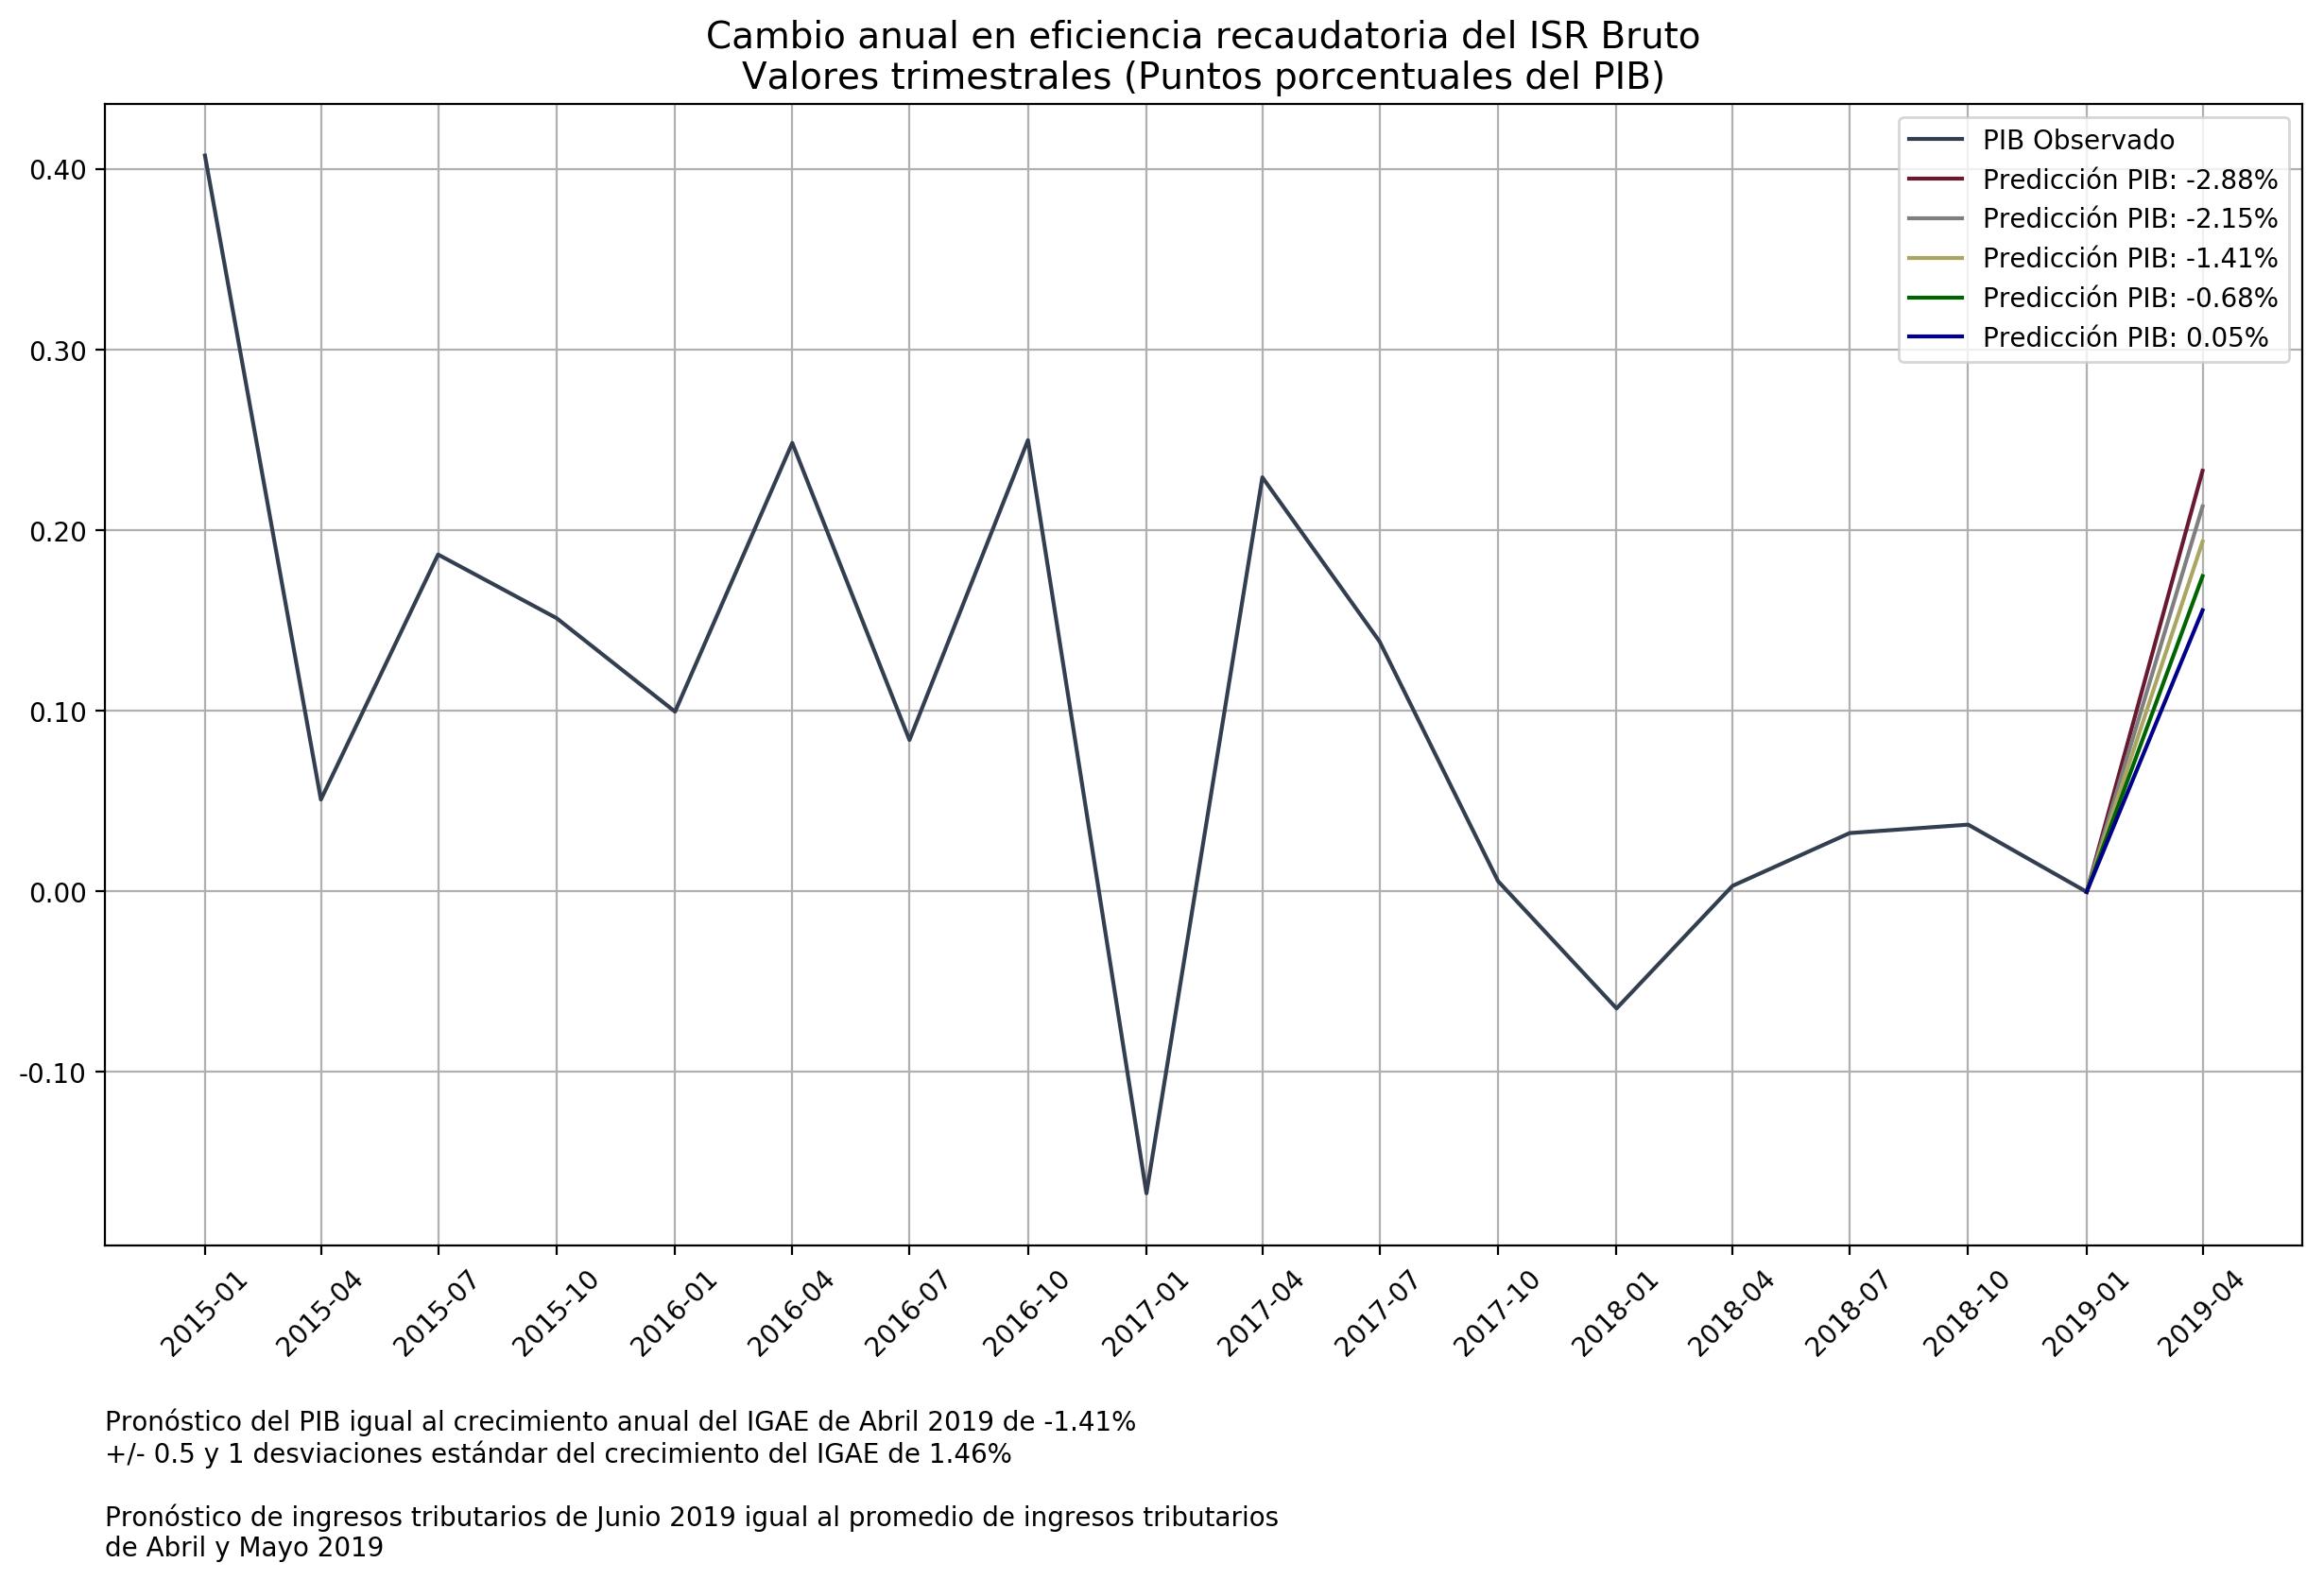 Cambio anual en eficiencia recaudatoria del ISR Bruto
Valores trimestrales (Puntos porcentuales del PIB)
PIB Observado
Predicción PIB: -2.88%
Predicción PIB: -2.15%
Predicción PIB: -1.41%
Predicción PIB: -0.68%
Predicción PIB: 0.05%
0.40
0.30
0.20
0.10
0.00
-0.10
2015-01
2015-04
2015-07
2015-10
2016-01
2016-04
2016-07
2016-10
2017-01
2017-04
2017-07
2017-10
2018-01
2018-04
2018-07
2018-10
2019-01
2019-04
Pronóstico del PIB igual al crecimiento anual del IGAE de Abril 2019 de -1.41%
+/- 0.5 y 1 desviaciones estándar del crecimiento del IGAE de 1.46%
Pronóstico de ingresos tributarios de Junio 2019 igual al promedio de ingresos tributarios
de Abril y Mayo 2019